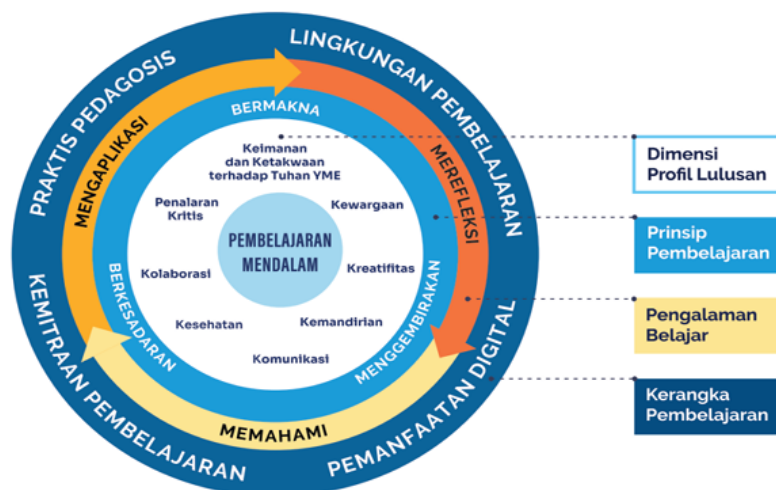 PRAKTIS PEDAGOGIS
LINGKUNGAN PEMBELAJARAN
MENGAPLIKASI
MEREFLEKSI
BERMAKNA
Keimanan
dan Ketakwaan
terhadap Tuhan YME
Penalaran
Kritis
Kewargaan
PEMBELAJARAN
MENDALAM
Kolaborasi
Kreatifitas
Kesehatan
Kemandirian
Komunikasi
BERKESADARAN
MENGGEMBIRAKAN
MEMAHAMI
KEMITRAAN PEMBELAJARAN
PEMANFAATAN DIGITAL
Dimensi
Profil Lulusan
Prinsip
Pembelajaran
Pengalaman
Belajar
Kerangka
Pembelajaran